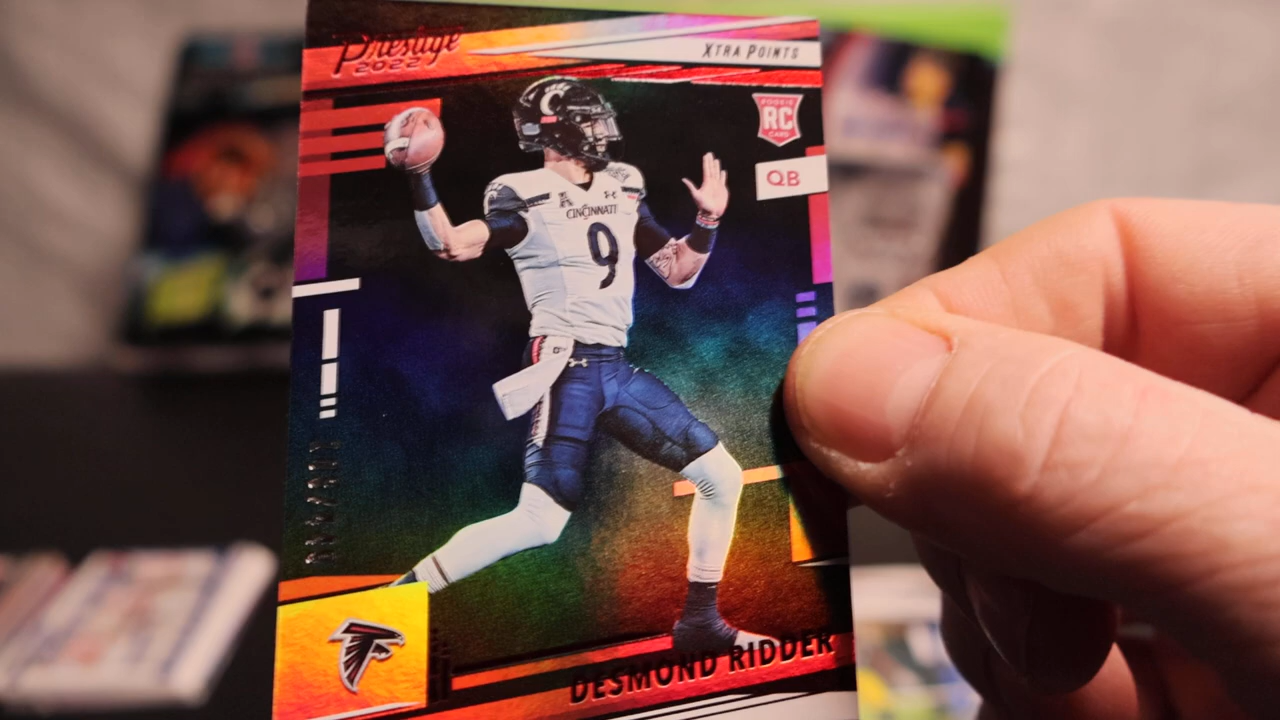 Prestige
2022
XTRA POINTS
ROOKIE
RC
CARD
QB
C
CINCINNATI
9
DESMOND RIDDER